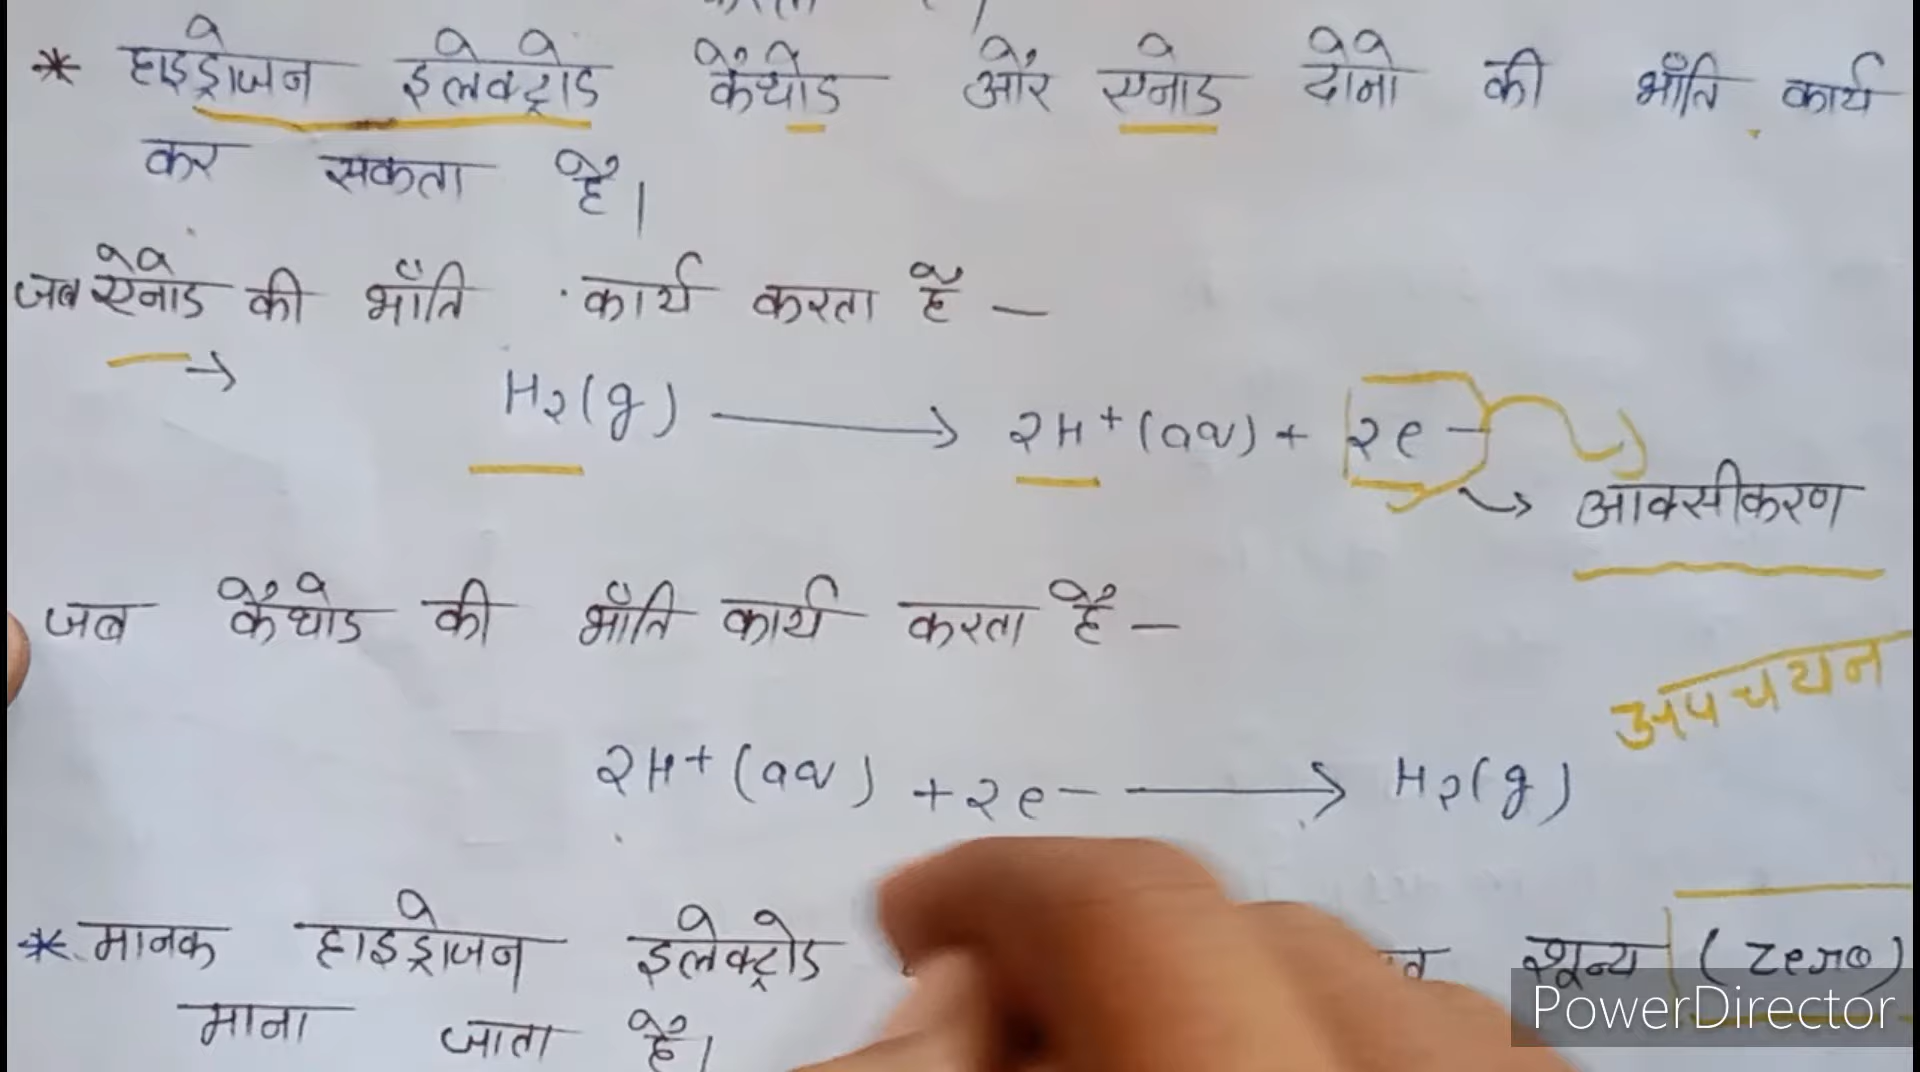 * हाइड्रोजन इलेक्ट्रोड कैथोड और एनोड दोनो की भाँति कार्य
कर सकता है।
जब ऐनोड की भाँति कार्य करता है –
→
H2(g) ⟶ 2H+(aq) + 2e–
↪ आक्सीकरण
जब कैथोड की भाँति कार्य करता है –
अपचयन
2H+(aq) + 2e– ⟶ H2(g)
* मानक हाइड्रोजन इलेक्ट्रोड शून्य (zero)
माना जाता है।
PowerDirector